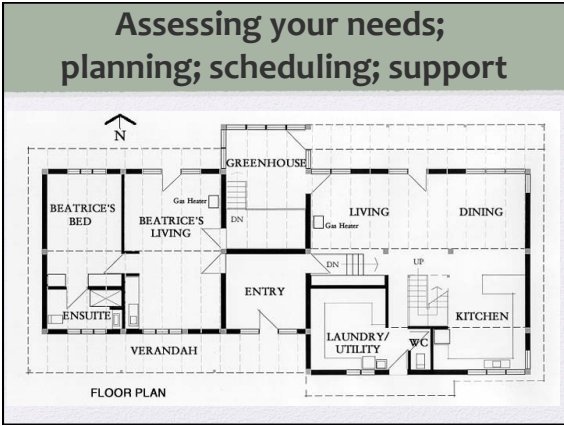 Assessing your needs;
planning; scheduling; support
N
GREENHOUSE
BEATRICE'S
BED
BEATRICE'S
LIVING
Gas Heater
DN
LIVING
Gas Heater
DINING
DN
UP
ENTRY
ENSUITE
KITCHEN
LAUNDRY/
UTILITY
WC
VERANDAH
FLOOR PLAN